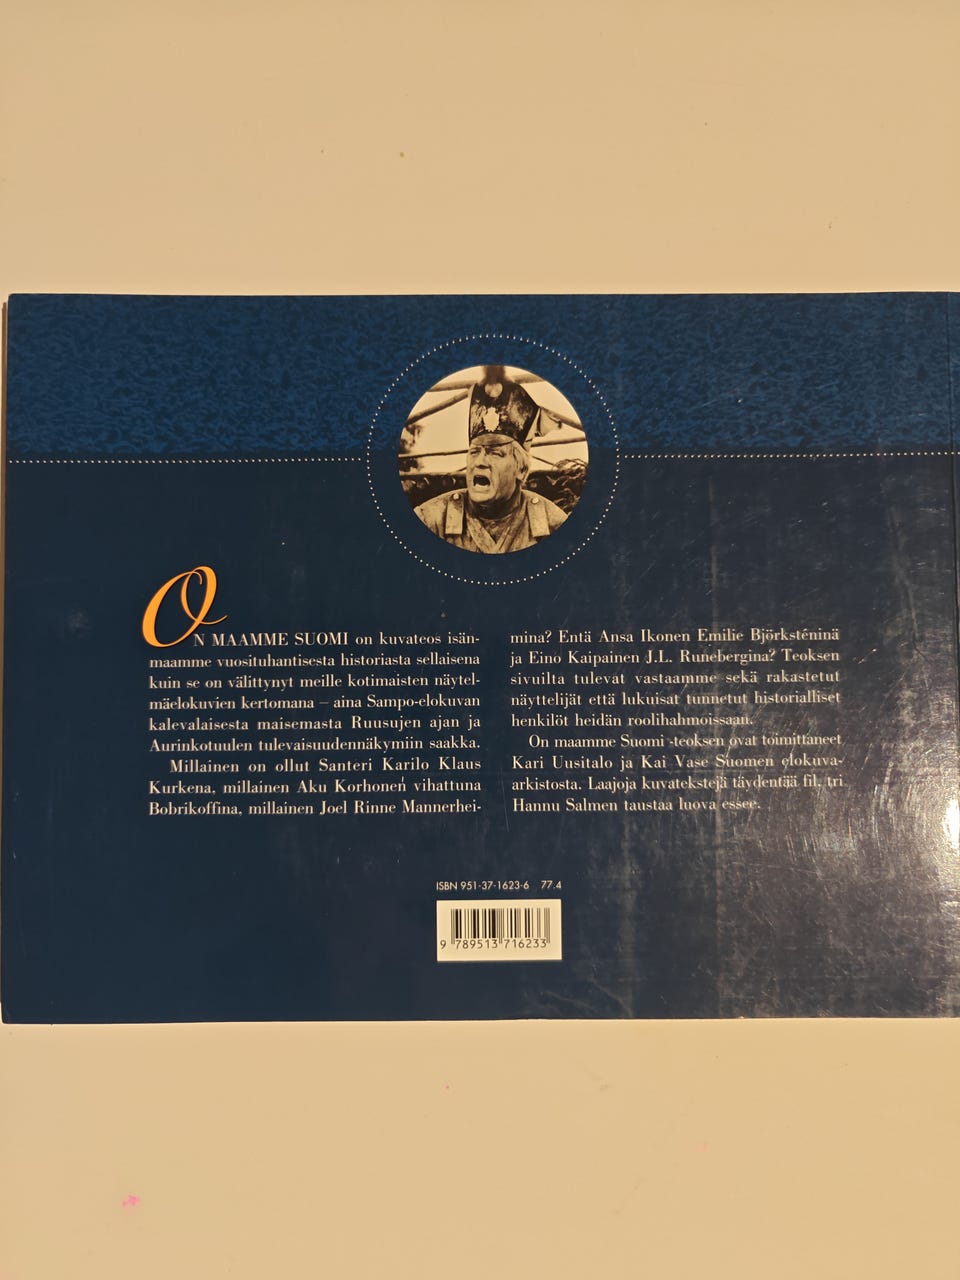 ON MAAMME SUOMI on kuvateos isän-
maamme vuosituhantisesta historiasta sellaisena
kuin se on välittynyt meille kotimaisten näytel-
mäelokuvien kertomana – aina Sampo-elokuvan
kalevalaisesta maisemasta Ruusujen ajan ja
Aurinkotuulen tulevaisuudennäkymiin saakka.
Millainen on ollut Santeri Karilo Klaus
Kurkena, millainen Aku Korhonen vihattuna
Bobrikoffina, millainen Joel Rinne Mannerhei-
mina? Entä Ansa Ikonen Emilie Björksténinä
ja Eino Kaipainen J.L. Runebergina? Teoksen
sivuilta tulevat vastaamme sekä rakastetut
näyttelijät että lukuisat tunnetut historialliset
henkilöt heidän roolihahmoissaan.
On maamme Suomi -teoksen ovat toimittaneet
Kari Uusitalo ja Kai Vase Suomen elokuva-
arkistosta. Laajoja kuvatekstejä täydentää fil. tri
Hannu Salmen taustaa luova essee.
ISBN 951-37-1623-6 77.4
9 789513 716233